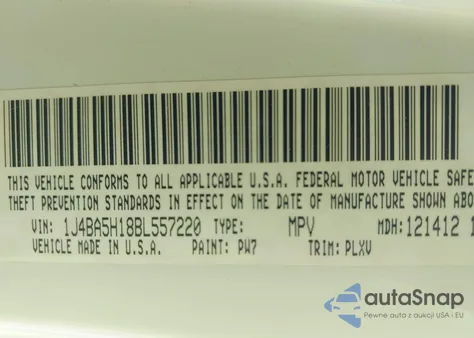 THIS VEHICLE CONFORMS TO ALL APPLICABLE U.S.A. FEDERAL MOTOR VEHICLE SAFE
THEFT PREVENTION STANDARDS IN EFFECT ON THE DATE OF MANUFACTURE SHOWN ABO
VIN: 1J4BA5H18BL557220 TYPE: MPV MDH: 121412 1
VEHICLE MADE IN U.S.A. PAINT: PW7 TRIM: PLXV
autoSnap
Pewne auta z aukcji USA i EU